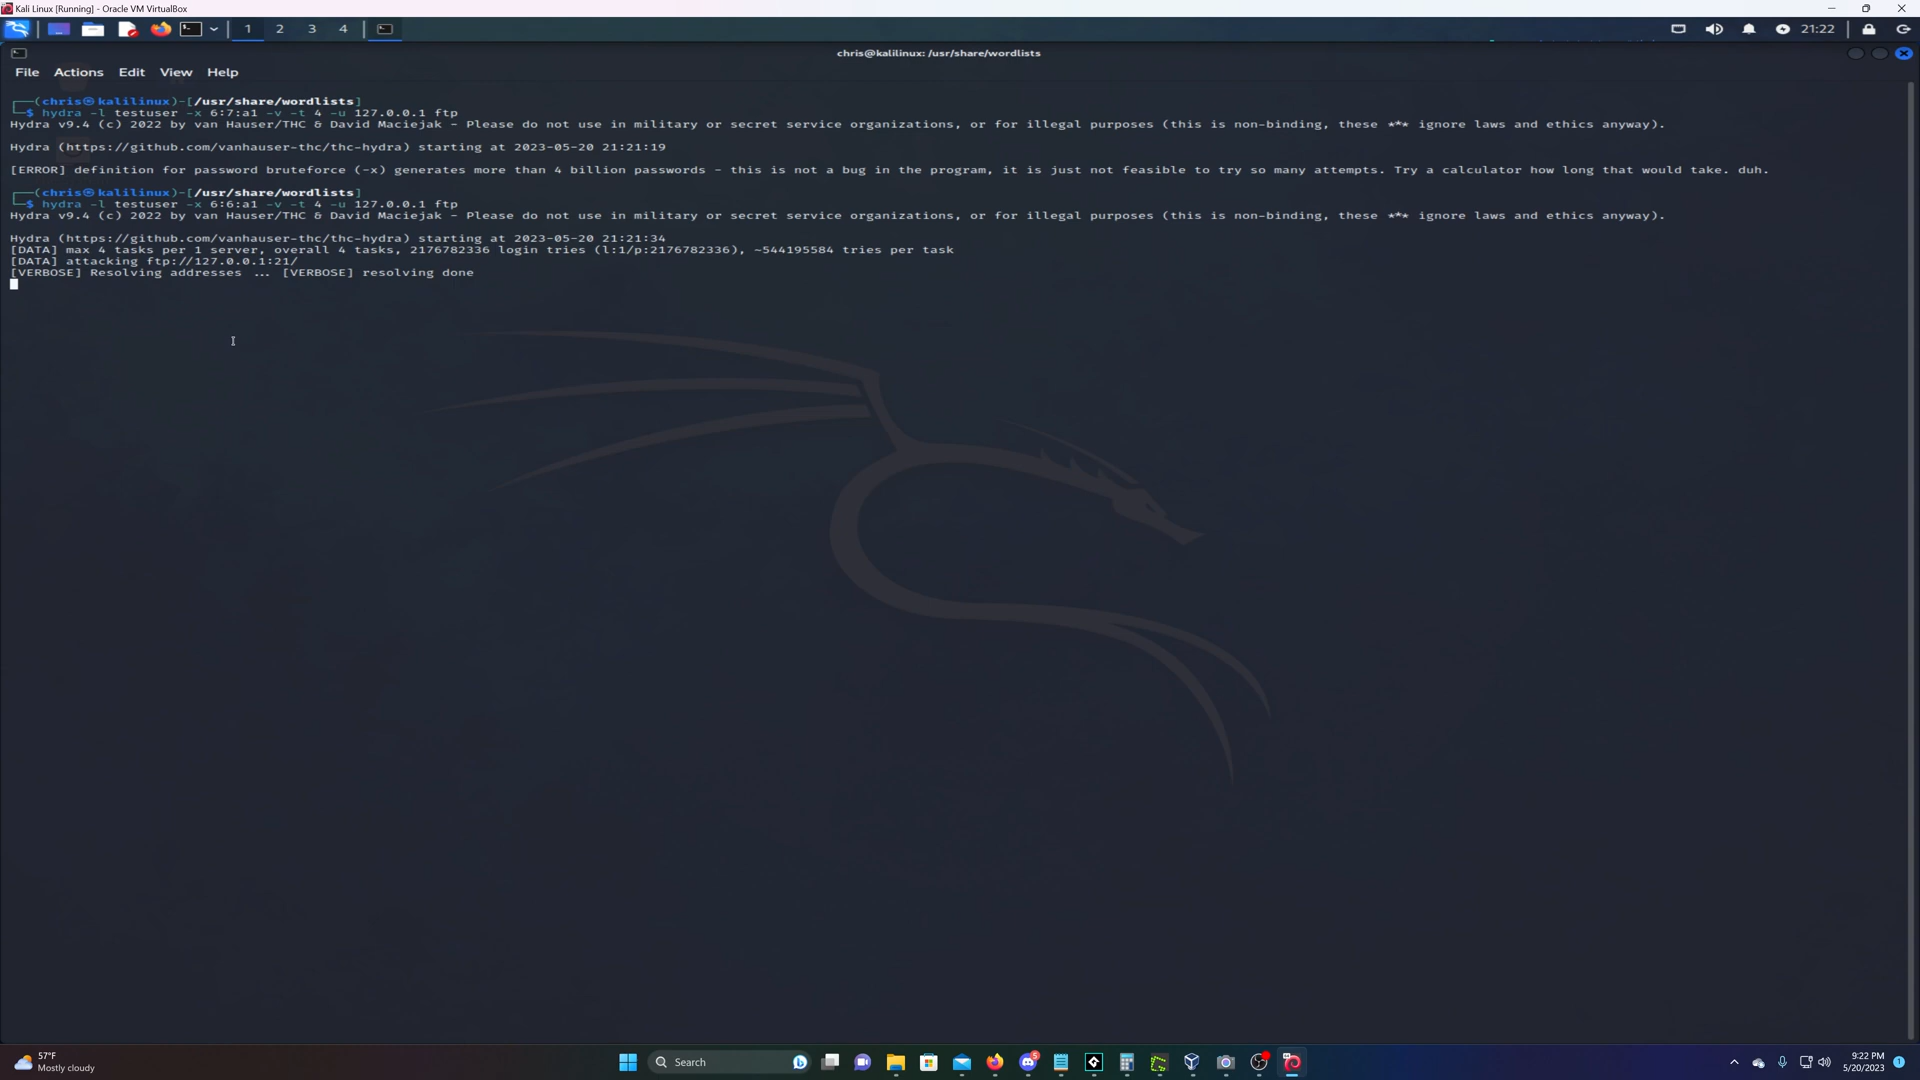 Kali Linux [Running] - Oracle VM VirtualBox
1 2 3 4
21:22
chris@kalilinux: /usr/share/wordlists
File Actions Edit View Help
┌──(chris㉿kalilinux)-[/usr/share/wordlists]
└─$ hydra -l testuser -x 6:7:a1 -v -t 4 -u 127.0.0.1 ftp
Hydra v9.4 (c) 2022 by van Hauser/THC & David Maciejak - Please do not use in military or secret service organizations, or for illegal purposes (this is non-binding, these *** ignore laws and ethics anyway).
Hydra (https://github.com/vanhauser-thc/thc-hydra) starting at 2023-05-20 21:21:19
[ERROR] definition for password bruteforce (-x) generates more than 4 billion passwords - this is not a bug in the program, it is just not feasible to try so many attempts. Try a calculator how long that would take. duh.
┌──(chris㉿kalilinux)-[/usr/share/wordlists]
└─$ hydra -l testuser -x 6:6:a1 -v -t 4 -u 127.0.0.1 ftp
Hydra v9.4 (c) 2022 by van Hauser/THC & David Maciejak - Please do not use in military or secret service organizations, or for illegal purposes (this is non-binding, these *** ignore laws and ethics anyway).
Hydra (https://github.com/vanhauser-thc/thc-hydra) starting at 2023-05-20 21:21:34
[DATA] max 4 tasks per 1 server, overall 4 tasks, 2176782336 login tries (l:1/p:2176782336), ~544195584 tries per task
[DATA] attacking ftp://127.0.0.1:21/
[VERBOSE] Resolving addresses ... [VERBOSE] resolving done
57°F
Mostly cloudy
Search
5
9:22 PM
5/20/2023
1